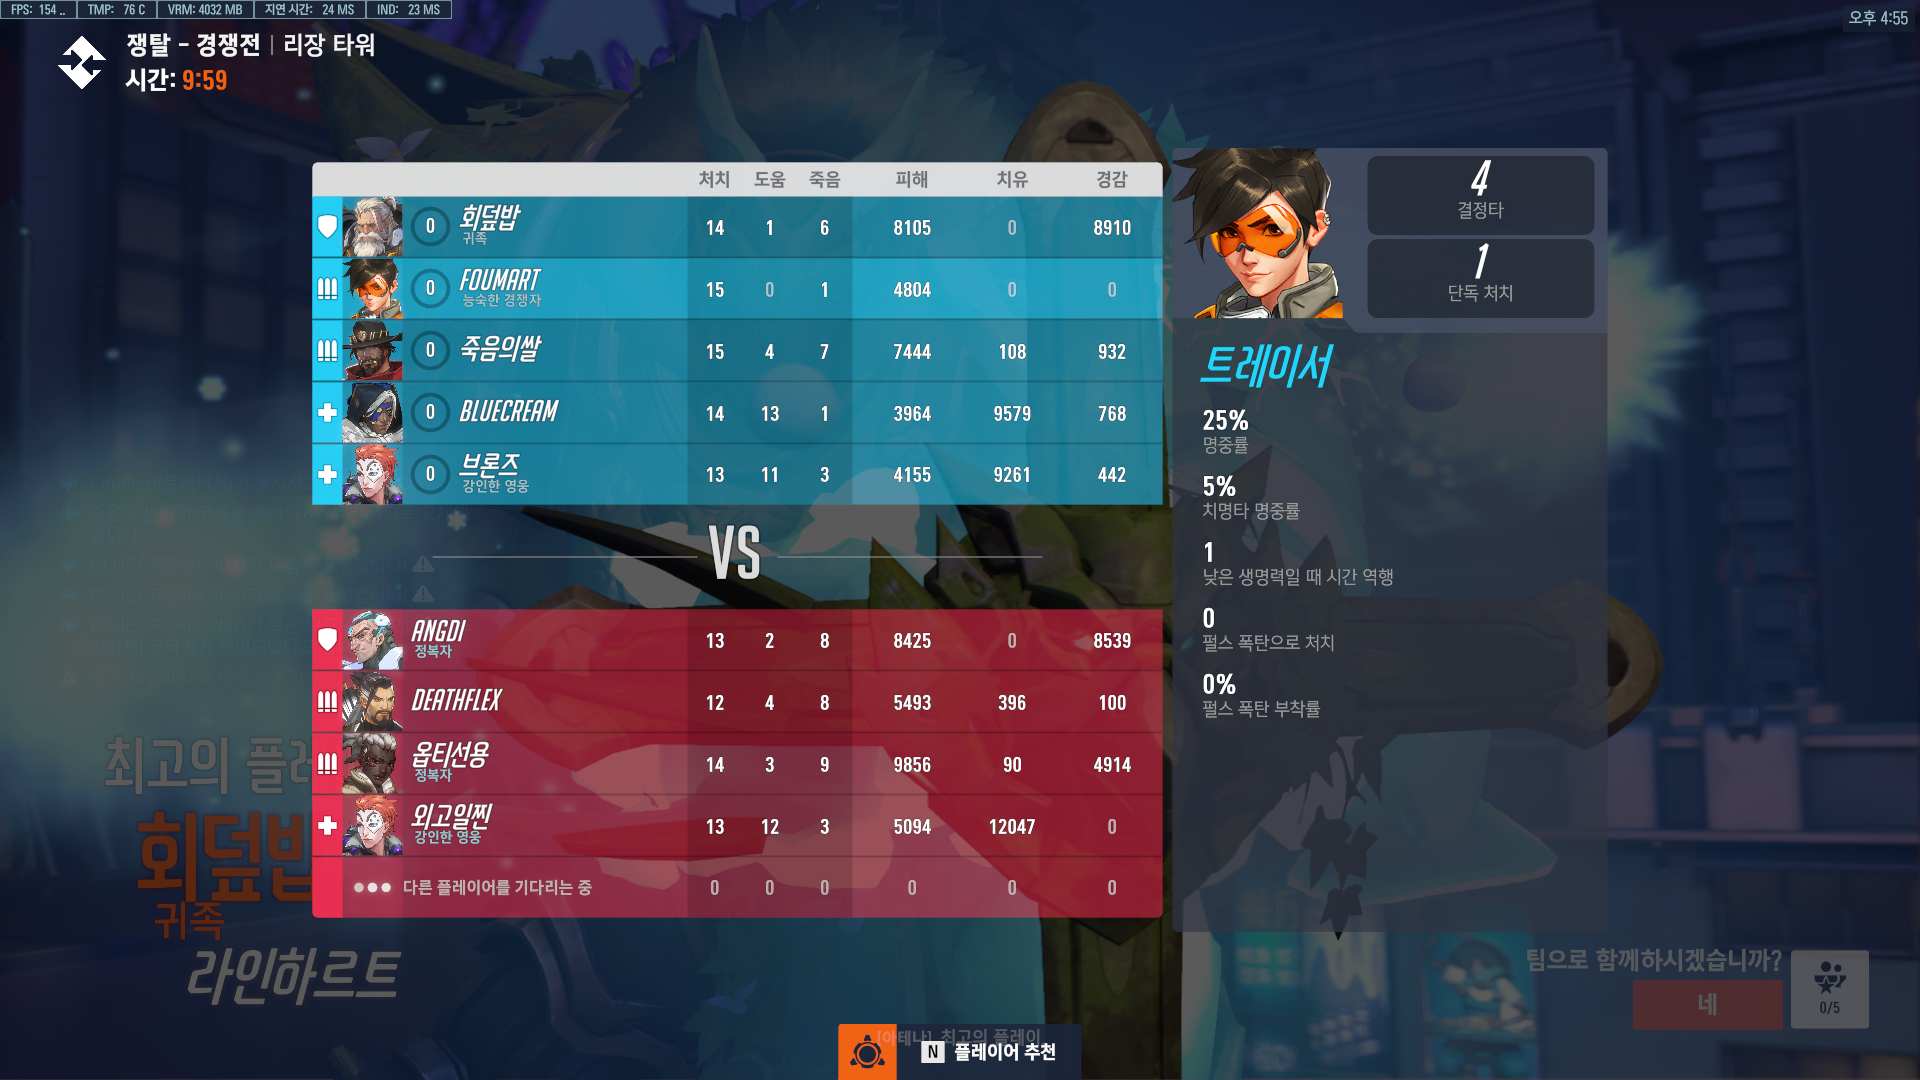 FPS: 154 .. TMP: 76 C VRM: 4032 MB 지연 시간: 24 MS IND: 23 MS
오후 4:55
쟁탈 - 경쟁전 | 리장 타워
시간: 9:59
처치 도움 죽음 피해 치유 경감
0 회덮밥 14 1 6 8105 0 8910
귀족
0 FOUMART 15 0 1 4804 0 0
능숙한 경쟁자
0 죽음의쌀 15 4 7 7444 108 932
0 BLUECREAM 14 13 1 3964 9579 768
0 브론즈 13 11 3 4155 9261 442
강인한 영웅
VS
ANGDI 13 2 8 8425 0 8539
정복자
DEATHFLEX 12 4 8 5493 396 100
옵티선용 14 3 9 9856 90 4914
정복자
외고일찐 13 12 3 5094 12047 0
강인한 영웅
다른 플레이어를 기다리는 중 0 0 0 0 0 0
4
결정타
1
단독 처치
트레이서
25%
명중률
5%
치명타 명중률
1
낮은 생명력일 때 시간 역행
0
펄스 폭탄으로 처치
0%
펄스 폭탄 부착률
최고의 플레
회덮밥
귀족
라인하르트
팀으로 함께하시겠습니까?
네
0/5
[아테나]. 최고의 플레이
N 플레이어 추천